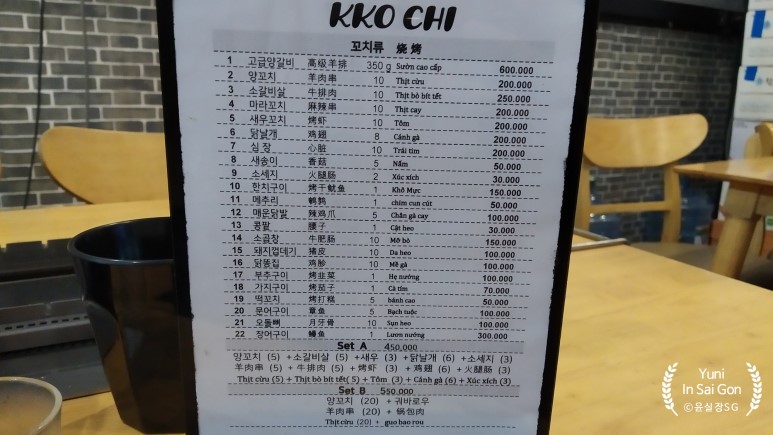 KKO CHI
꼬치류 烧 烤
1 고급양갈비 高级羊排 350 g Sườn cao cấp 600.000
2 양꼬치 羊肉串 10 Thịt cừu 200.000
3 소갈비살 牛排肉 10 Thịt bò bít tết 250.000
4 마라꼬치 麻辣串 10 Thịt cay 200.000
5 새우꼬치 烤虾 10 Tôm 200.000
6 닭날개 鸡翅 8 Cánh gà 200.000
7 심 장 心脏 10 Trái tim 200.000
8 새송이 香菇 5 Nấm 50.000
9 소세지 火腿肠 2 Xúc xích 30.000
10 한치구이 烤干鱿鱼 1 Khô Mực 150.000
11 메추리 鹌鹑 1 chim cun cút 50.000
12 매운닭발 辣鸡爪 5 Chân gà cay 100.000
13 콩팥 腰子 1 Cật heo 30.000
14 소곱창 牛肥肠 10 Mỡ bò 150.000
15 돼지껍데기 猪皮 10 Da heo 100.000
16 닭똥집 鸡胗 10 Mề gà 100.000
17 부추구이 烤韭菜 1 Hẹ nướng 100.000
18 가지구이 烤茄子 1 Cà tím 70.000
19 떡꼬치 烤打糕 5 bánh cao 50.000
20 문어구이 章鱼 5 Bạch tuộc 100.000
21 오돌뼈 月牙骨 10 Sụn heo 100.000
22 장어구이 鳗鱼 1 Lươn nướng 300.000
Set A 450,000
양꼬치 (5) +소갈비살 (5) +새우 (3) +닭날개 (6) +소세지 (3)
羊肉串 (5) + 牛排肉 (5) + 烤虾 (3) + 鸡翅 (6) + 火腿肠 (3)
Thịt cừu (5) + Thịt bò bít tết( 5) + Tôm (3) + Cánh gà (6) + Xúc xích (3)
Set B 550,000
양꼬치 (20) + 궈바로우
羊肉串 (20) + 锅包肉
Thịt cừu (20) + guo bao rou
Yuni
In Sai Gon
©윤실장SG